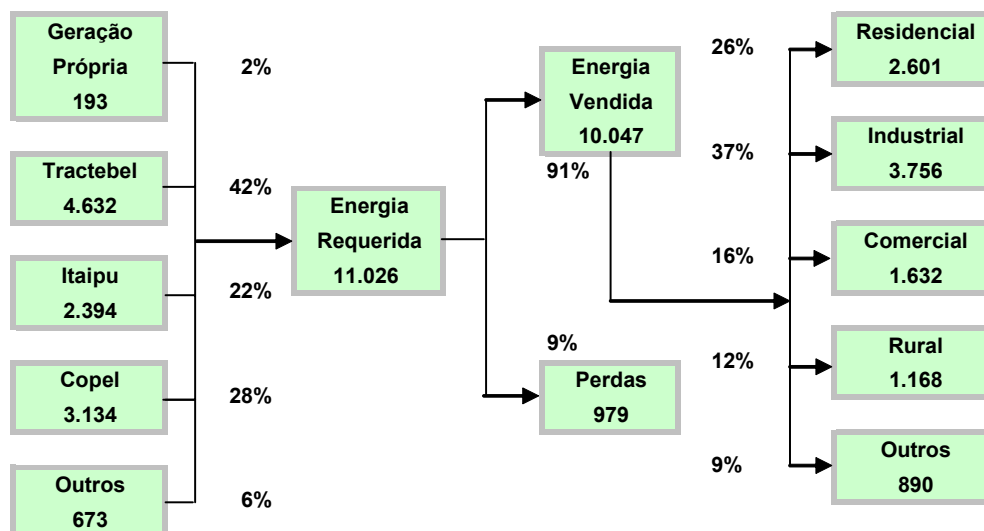 Geração
Própria
193
2%
Tractebel
4.632
42%
Itaipu
2.394
22%
Copel
3.134
28%
Outros
673
6%
Energia
Requerida
11.026
Energia
Vendida
10.047
91%
9%
Perdas
979
26%
Residencial
2.601
37%
Industrial
3.756
16%
Comercial
1.632
12%
Rural
1.168
9%
Outros
890